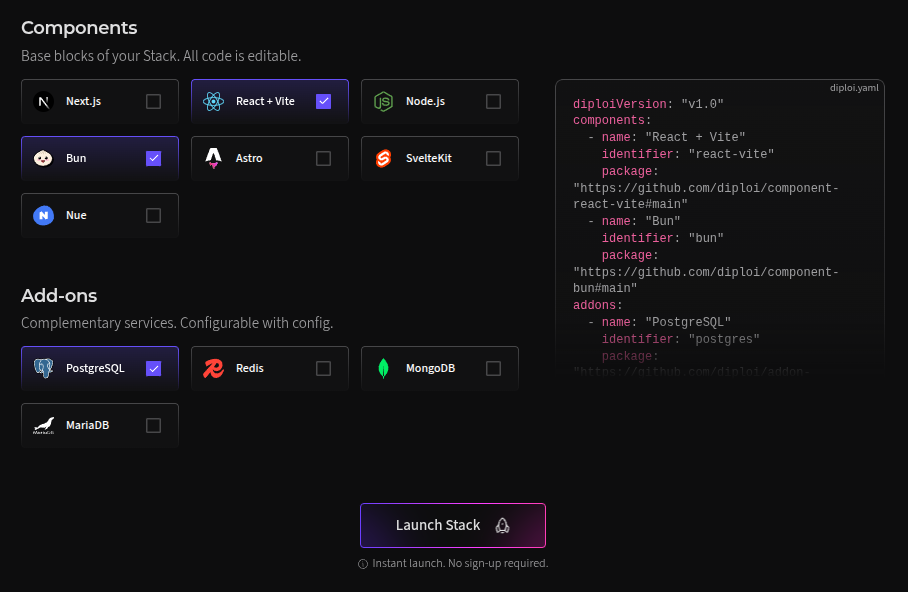 Components
Base blocks of your Stack. All code is editable.
Next.js
React + Vite
Node.js
Bun
Astro
SvelteKit
Nue
Add-ons
Complementary services. Configurable with config.
PostgreSQL
Redis
MongoDB
MariaDB
diploi.yaml
diploiVersion: "v1.0"
components:
- name: "React + Vite"
identifier: "react-vite"
package:
"https://github.com/diploi/component-
react-vite#main"
- name: "Bun"
identifier: "bun"
package:
"https://github.com/diploi/component-
bun#main"
addons:
- name: "PostgreSQL"
identifier: "postgres"
package:
"https://github.com/diploi/addon-
Launch Stack
Instant launch. No sign-up required.